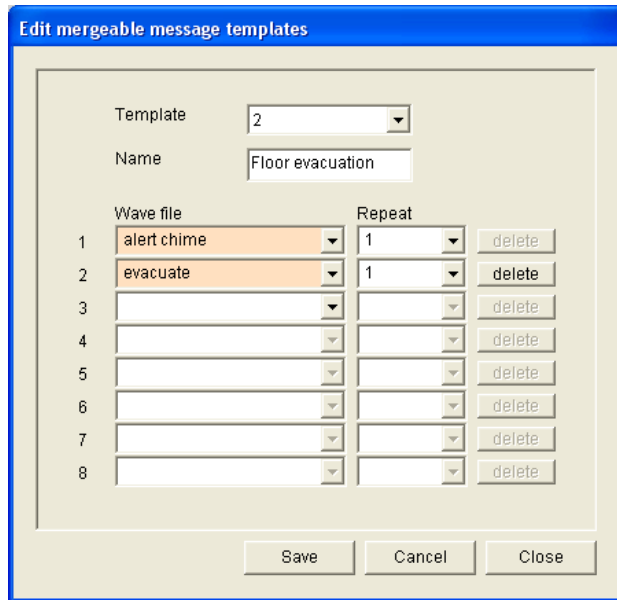 Edit mergeable message templates
Template 2
Name Floor evacuation
Wave file Repeat
1 alert chime 1 delete
2 evacuate 1 delete
3 delete
4 delete
5 delete
6 delete
7 delete
8 delete
Save Cancel Close